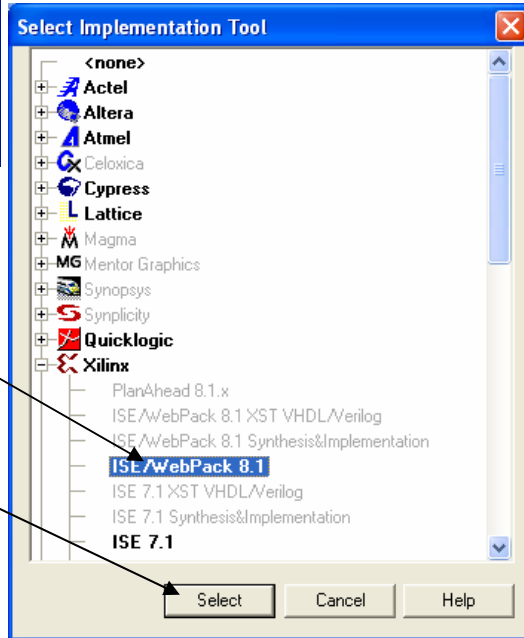 Select Implementation Tool
<none>
Actel
Altera
Atmel
Celoxica
Cypress
Lattice
Magma
MG Mentor Graphics
Synopsys
Synplicity
Quicklogic
Xilinx
PlanAhead 8.1.x
ISE/WebPack 8.1 XST VHDL/Verilog
ISE/WebPack 8.1 Synthesis&Implementation
ISE/WebPack 8.1
ISE 7.1 XST VHDL/Verilog
ISE 7.1 Synthesis&Implementation
ISE 7.1
Select Cancel Help